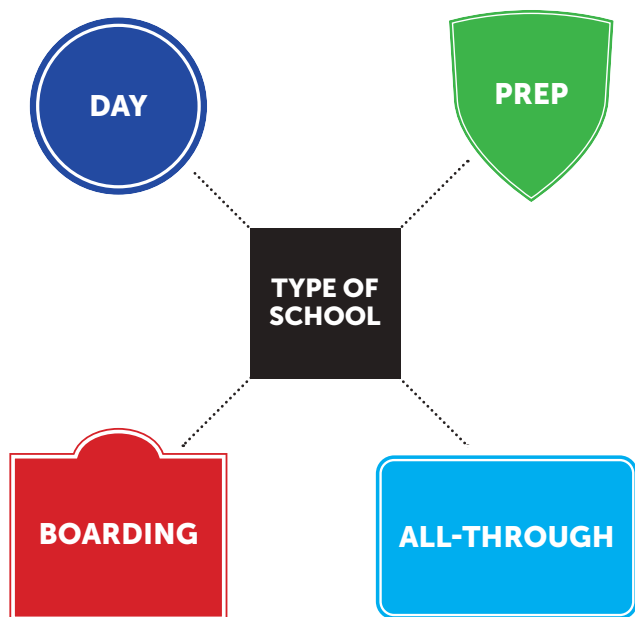 DAY
PREP
TYPE OF
SCHOOL
BOARDING
ALL-THROUGH